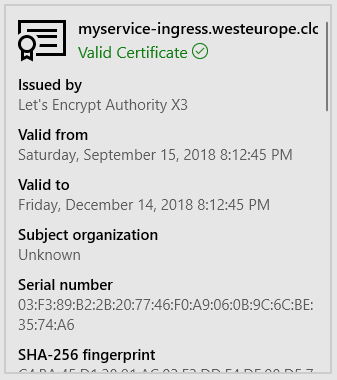 myservice-ingress.westeurope.clo
Valid Certificate
Issued by
Let's Encrypt Authority X3
Valid from
Saturday, September 15, 2018 8:12:45 PM
Valid to
Friday, December 14, 2018 8:12:45 PM
Subject organization
Unknown
Serial number
03:F3:89:B2:2B:20:77:46:F0:A9:06:0B:9C:6C:BE:
35:74:A6
SHA-256 fingerprint